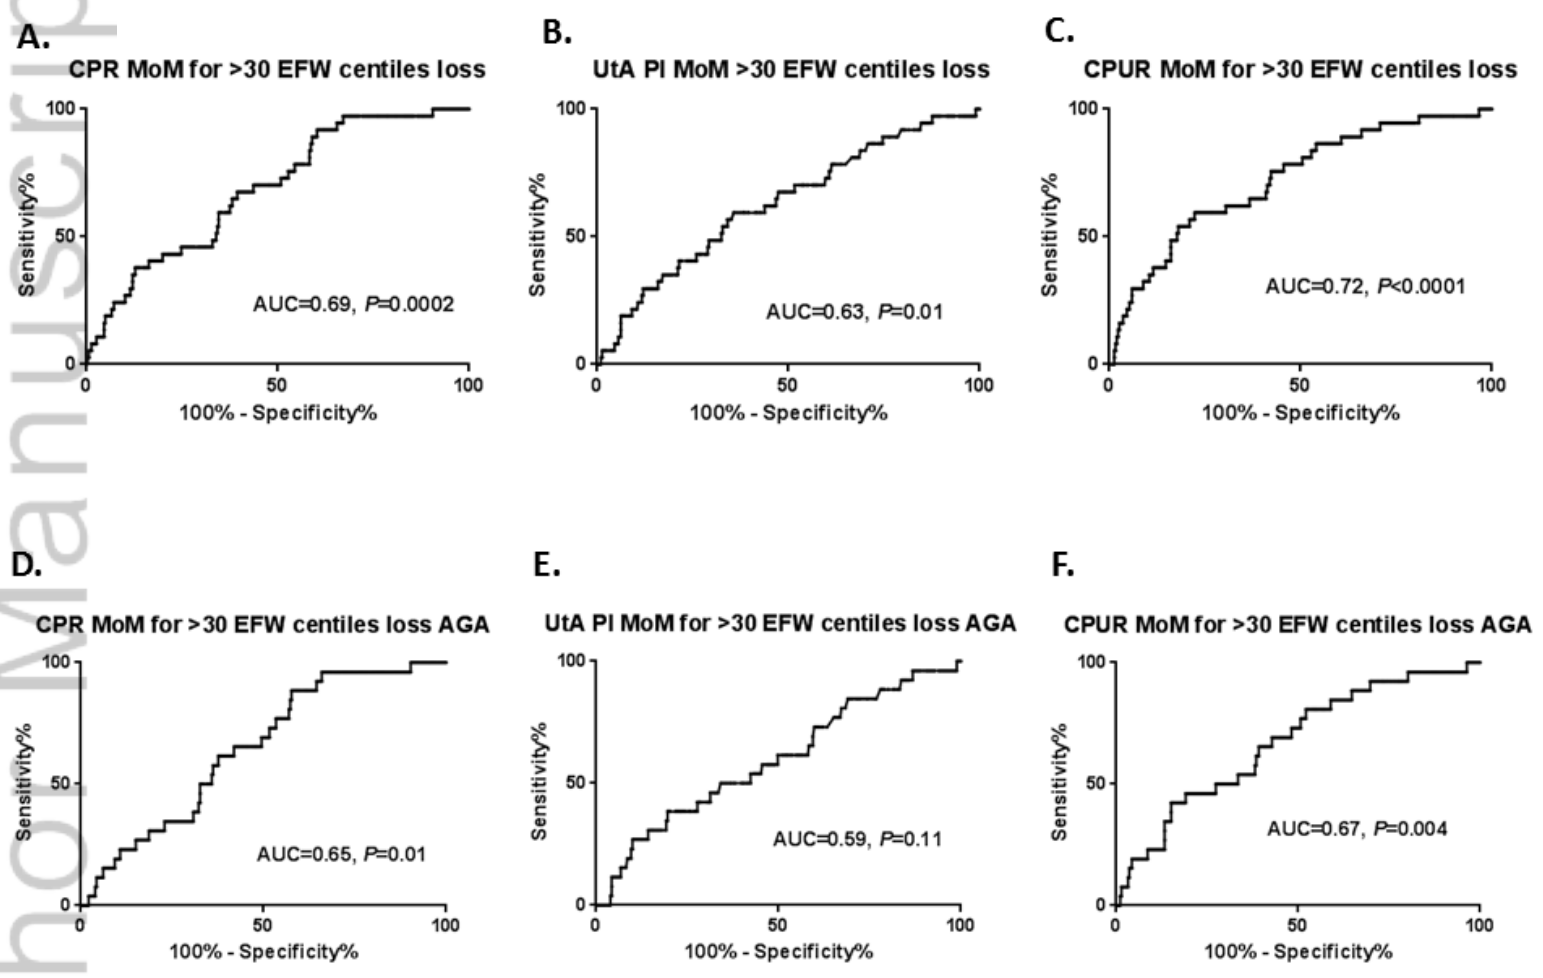 A.
CPR MoM for >30 EFW centiles loss
100
50
0
Sensitivity%
AUC=0.69, P=0.0002
0 50 100
100% - Specificity%
B.
UtA PI MoM >30 EFW centiles loss
100
50
0
Sensitivity%
AUC=0.63, P=0.01
0 50 100
100% - Specificity%
C.
CPUR MoM for >30 EFW centiles loss
100
50
0
Sensitivity%
AUC=0.72, P<0.0001
0 50 100
100% - Specificity%
D.
CPR MoM for >30 EFW centiles loss AGA
100
50
0
Sensitivity%
AUC=0.65, P=0.01
0 50 100
100% - Specificity%
E.
UtA PI MoM for >30 EFW centiles loss AGA
100
50
0
Sensitivity%
AUC=0.59, P=0.11
0 50 100
100% - Specificity%
F.
CPUR MoM for >30 EFW centiles loss AGA
100
50
0
Sensitivity%
AUC=0.67, P=0.004
0 50 100
100% - Specificity%
hor Manuscrip